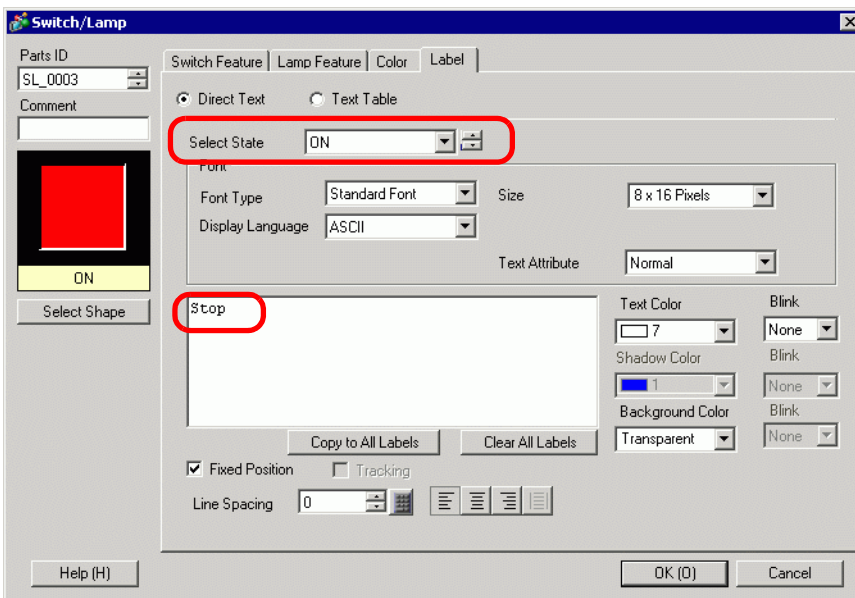 Switch/Lamp
Parts ID
SL_0003
Comment
ON
Select Shape
Switch Feature Lamp Feature Color Label
Direct Text Text Table
Select State ON
Font
Font Type Standard Font Size 8 x 16 Pixels
Display Language ASCII
Text Attribute Normal
Stop
Text Color Blink
7 None
Shadow Color Blink
1 None
Background Color Blink
Transparent None
Copy to All Labels Clear All Labels
Fixed Position Tracking
Line Spacing 0
Help (H) OK (O) Cancel